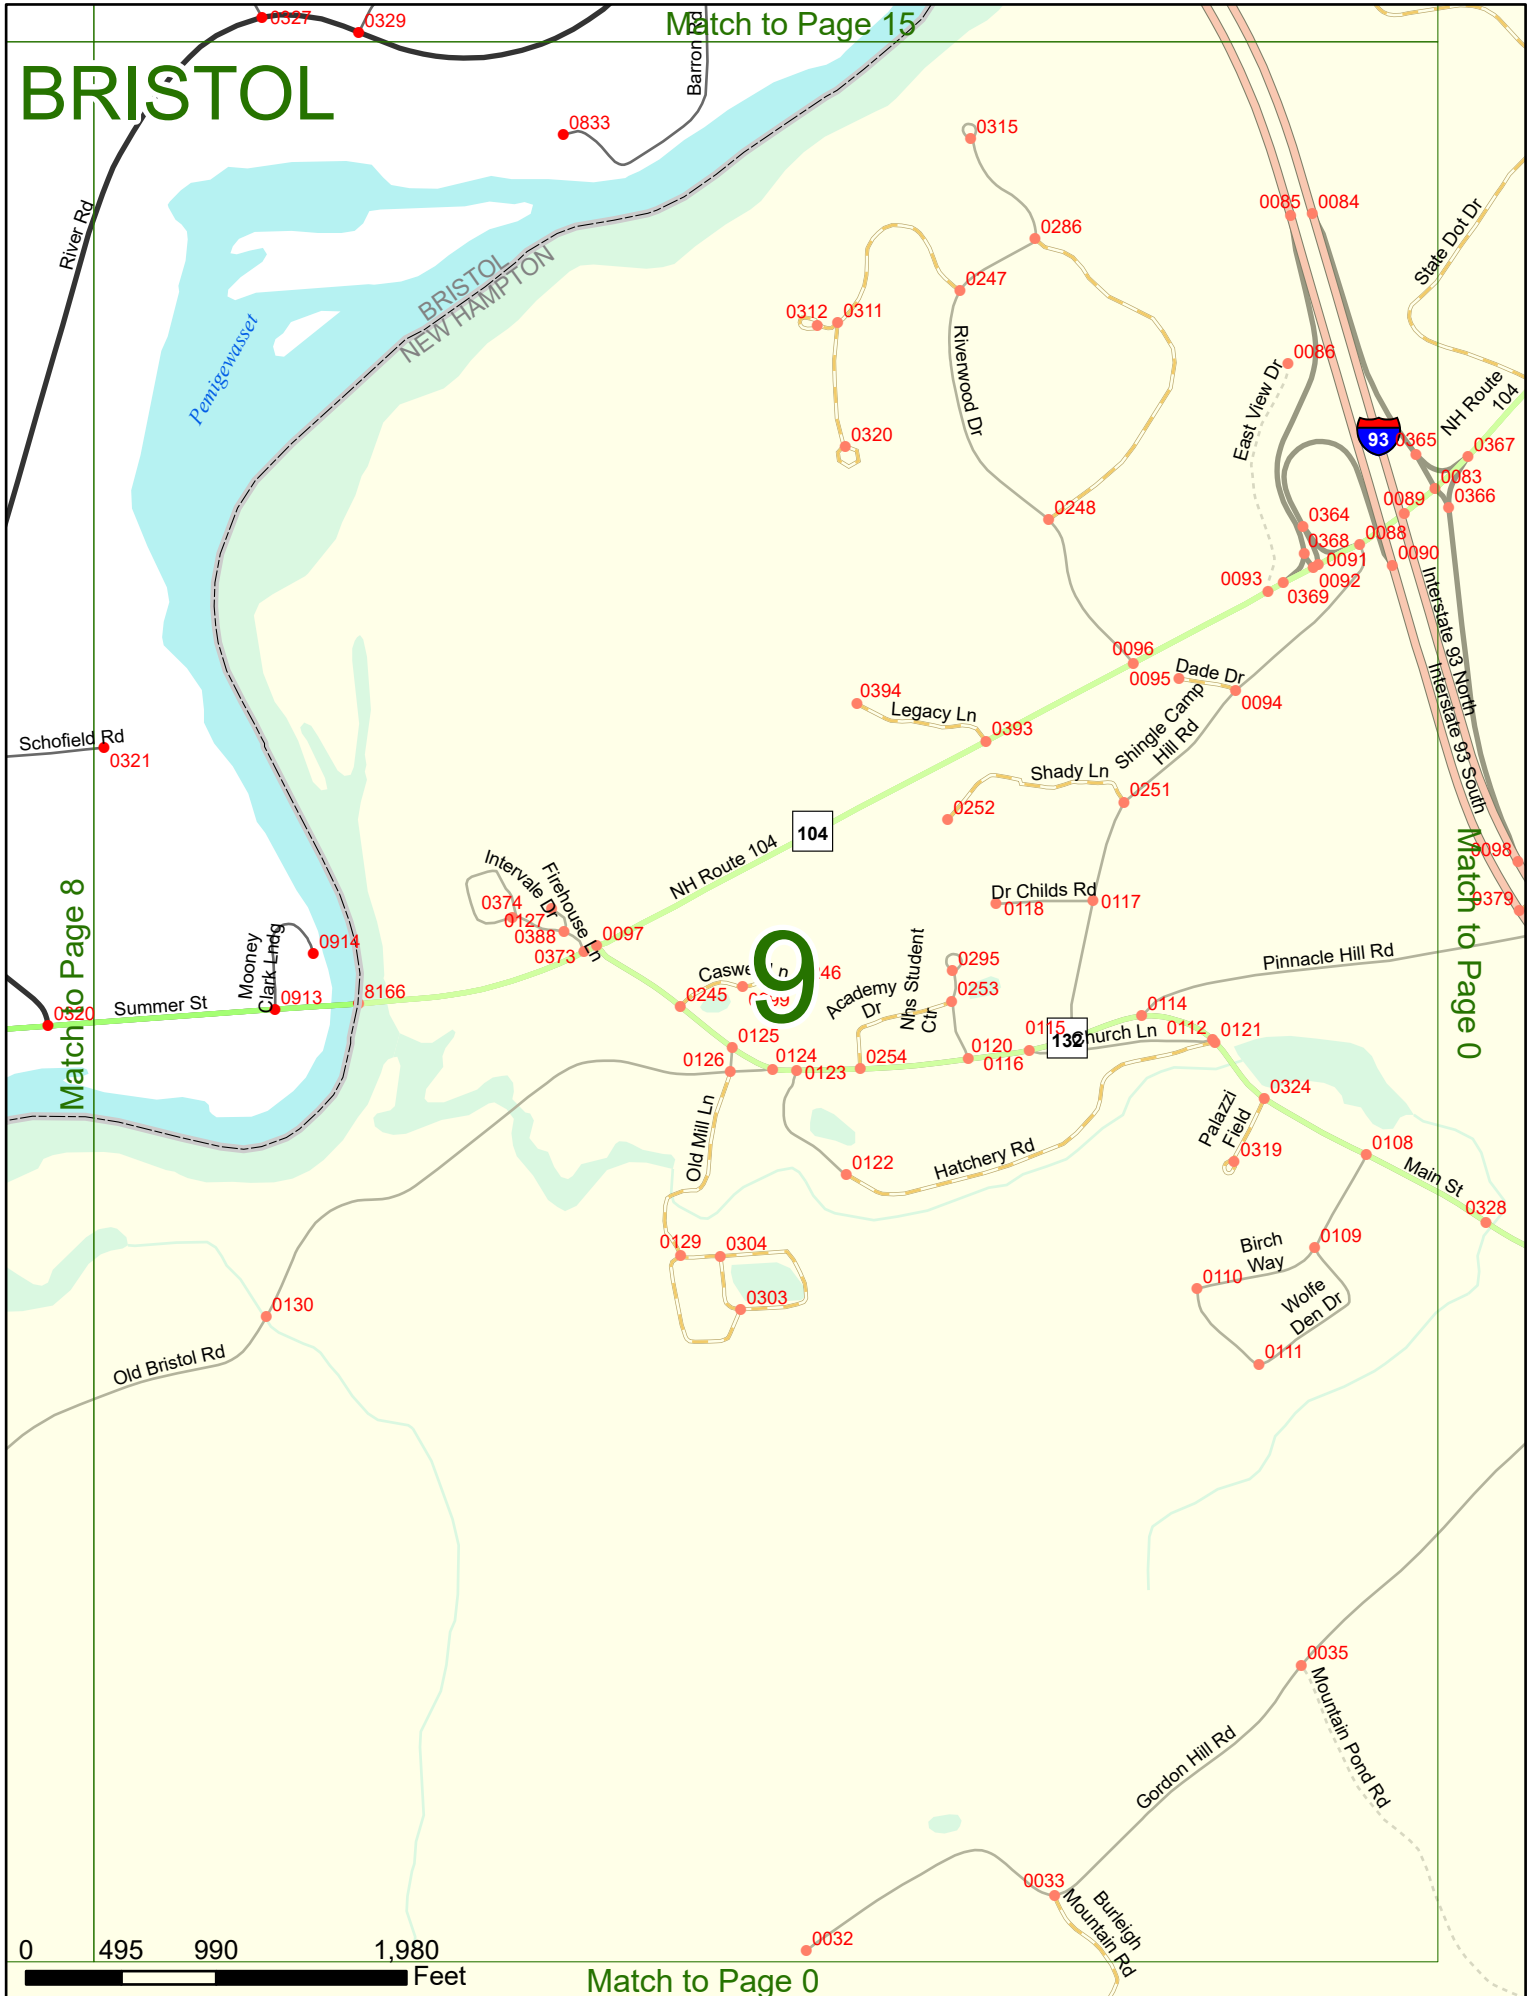 0327
0329
Match to Page 15
BRISTOL
Barron Rd
0833
0315
River Rd
0085
0084
State Dot Dr
0286
BRISTOL
NEW HAMPTON
0247
0312
0311
Pemigewasset
Riverwood Dr
0086
East View Dr
NH Route
104
0320
93
0365
0367
0083
0366
0248
0089
0364
0088
0368
0090
0091
0092
0093
0369
Interstate 93 North
Interstate 93 South
0096
Dade Dr
0095
0094
0394
Legacy Ln
0393
Shingle Camp
Hill Rd
Schofield Rd
0321
Shady Ln
0251
0252
104
NH Route 104
0098
Match to Page 8
Intervale Dr
Firehouse Ln
0374
0127
0388
0373
0097
Dr Childs Rd
0118
0117
0379
Match to Page 0
9
Mooney
Clark Lndg
0914
0913
8166
Summer St
0320
0245
46
Academy
Dr
Nhs Student
Ctr
0295
0253
Pinnacle Hill Rd
0114
0115
132
Church Ln
0112
0121
0125
0126
0124
0123
0254
0120
0116
0324
Palazzi
Field
0319
0108
Main St
0328
Old Mill Ln
0122
Hatchery Rd
0129
0304
0303
0109
Birch
Way
0110
Wolfe
Den Dr
0111
0130
Old Bristol Rd
0035
Mountain Pond Rd
Gordon Hill Rd
0033
Burleigh
Mountain Rd
0032
0 495 990 1,980
Feet
Match to Page 0